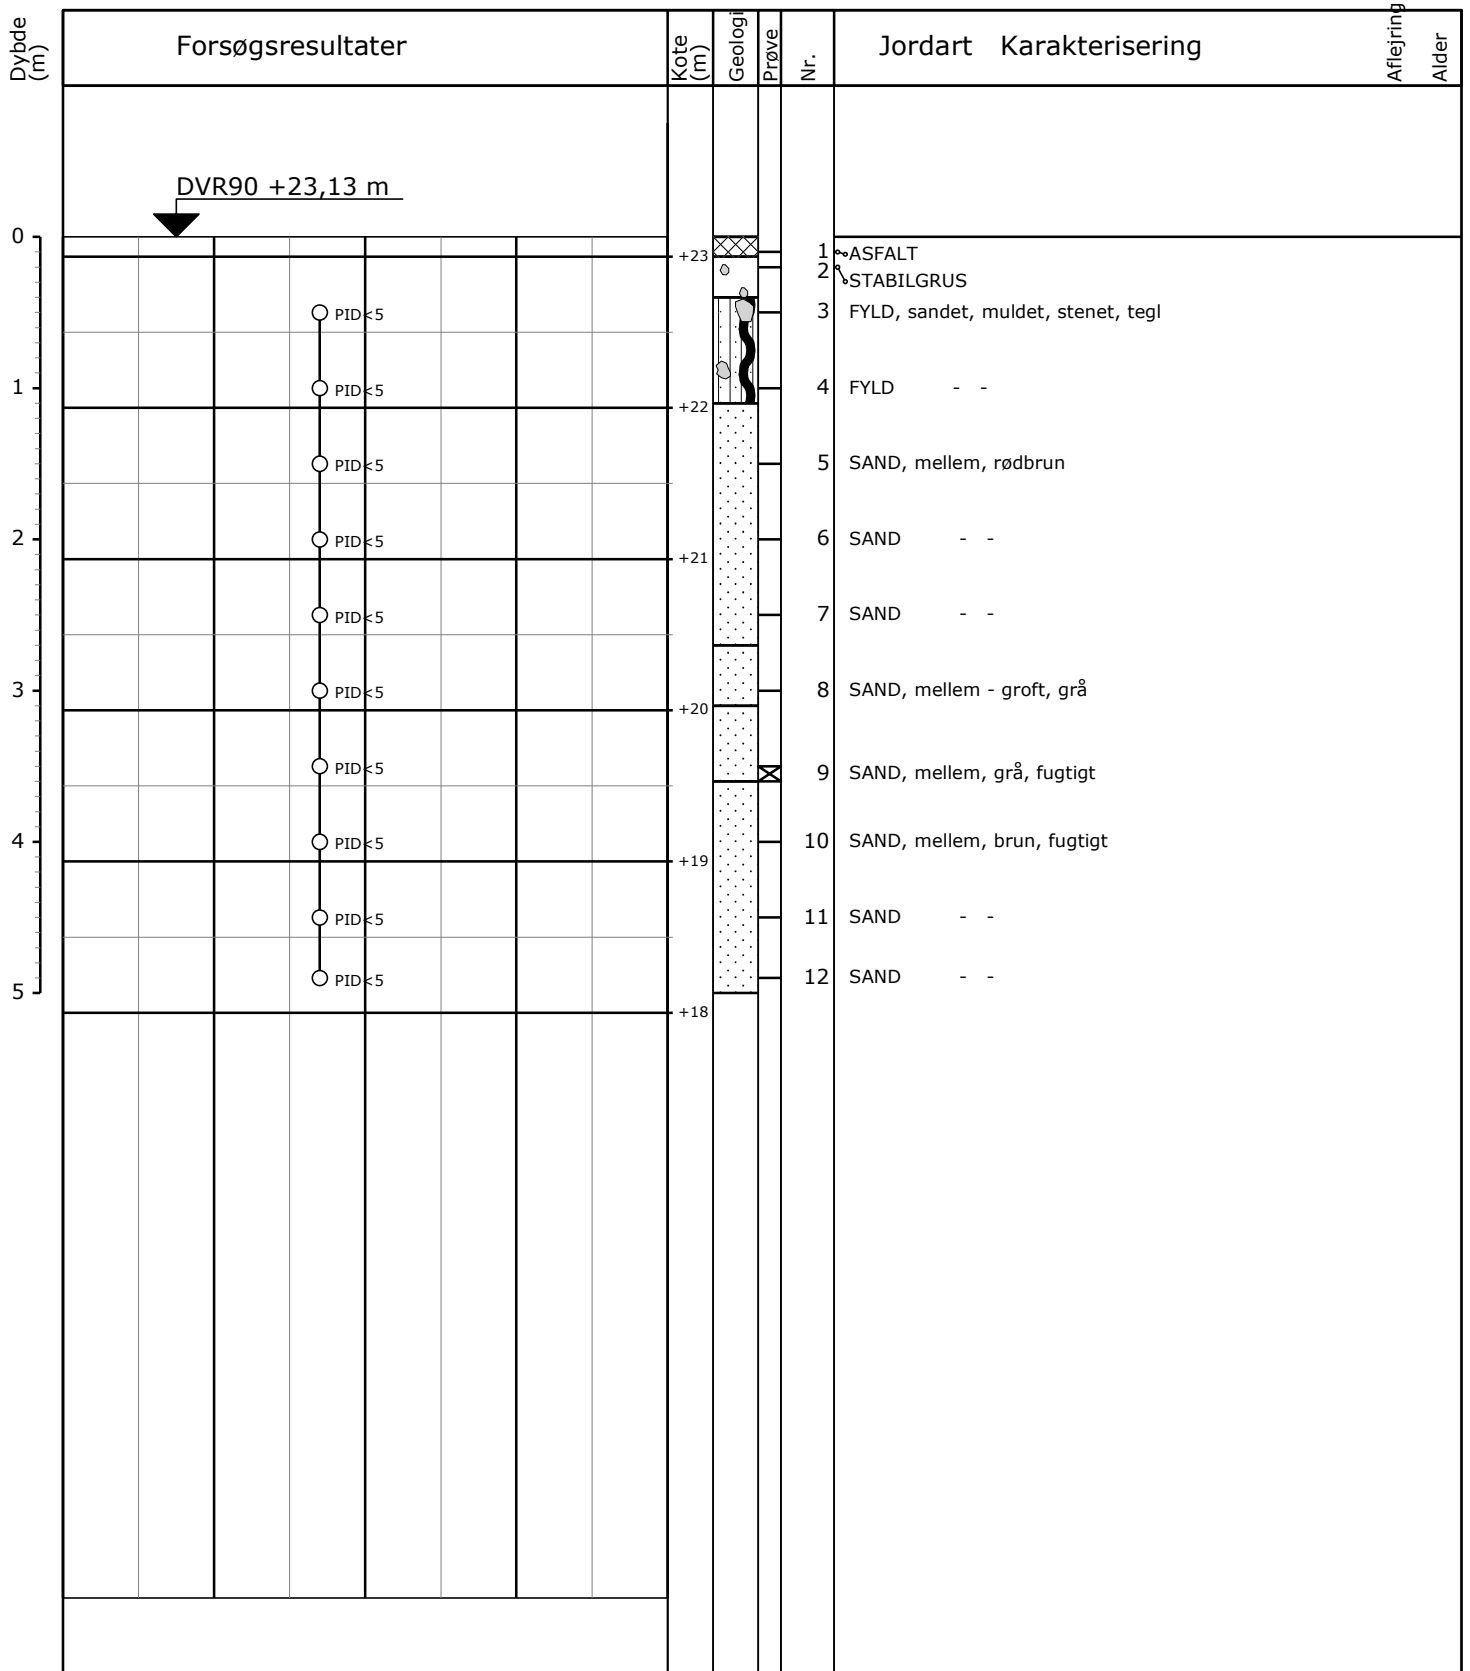 Dybde
(m)
Forsøgsresultater
Kote
(m)
Geologi
Prøve
Nr.
Jordart Karakterisering
Aflejring
Alder
DVR90 +23,13 m
0
1 ASFALT
+23
2 STABILGRUS
PID<5
3 FYLD, sandet, muldet, stenet, tegl
1
PID<5
4 FYLD - -
+22
PID<5
5 SAND, mellem, rødbrun
2
PID<5
6 SAND - -
+21
PID<5
7 SAND - -
3
PID<5
8 SAND, mellem - groft, grå
+20
PID<5
9 SAND, mellem, grå, fugtigt
4
PID<5
10 SAND, mellem, brun, fugtigt
+19
PID<5
11 SAND - -
PID<5
12 SAND - -
5
+18